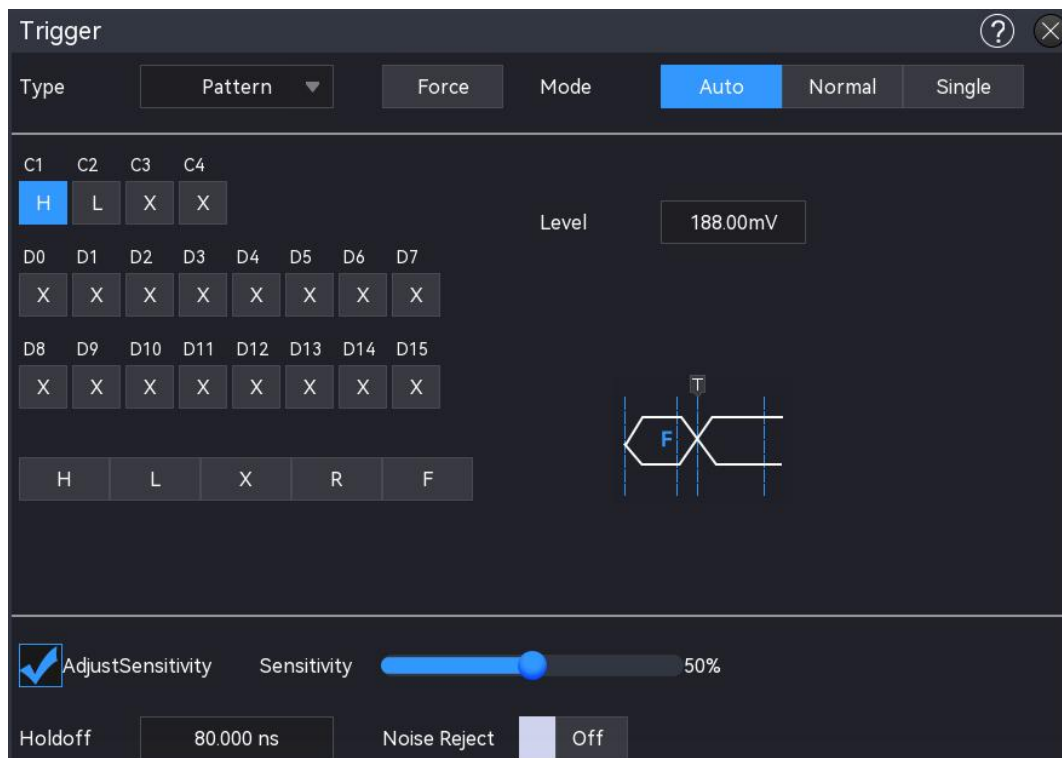 Trigger ?
Type Pattern Force Mode Auto Normal Single
C1 C2 C3 C4
H L X X
Level 188.00mV
D0 D1 D2 D3 D4 D5 D6 D7
X X X X X X X X
D8 D9 D10 D11 D12 D13 D14 D15
X X X X X X X X
T
F
H L X R F
AdjustSensitivity Sensitivity 50%
Holdoff 80.000 ns Noise Reject Off